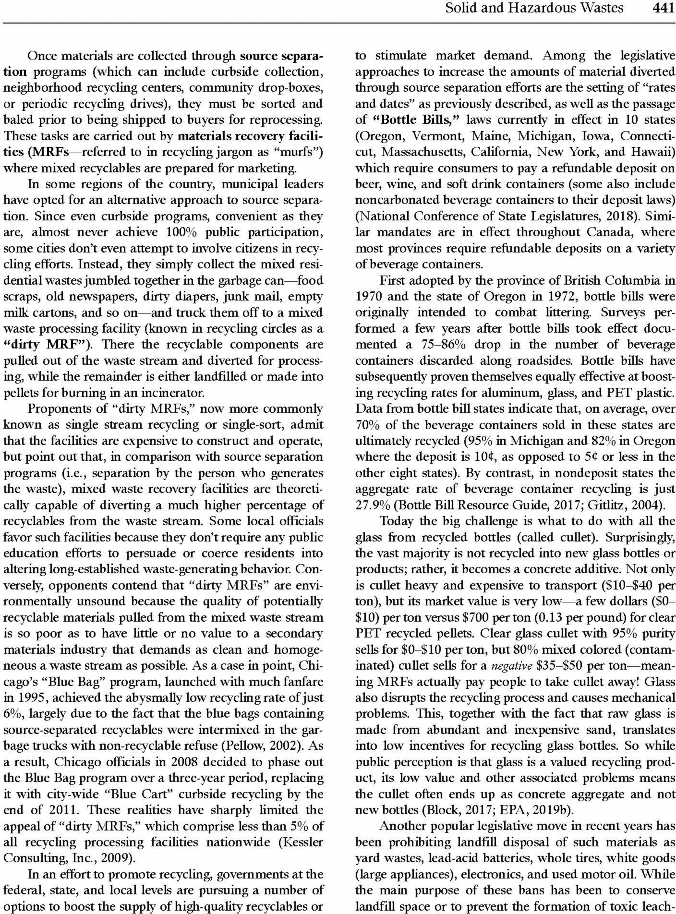 Solid and Hazardous Wastes 441
Once materials are collected through source separa-
tion programs (which can include curbside collection,
neighborhood recycling centers, community drop-boxes,
or periodic recycling drives), they must be sorted and
baled prior to being shipped to buyers for reprocessing.
These tasks are carried out by materials recovery facili-
ties (MRFs—referred to in recycling jargon as “murfs”)
where mixed recyclables are prepared for marketing.
In some regions of the country, municipal leaders
have opted for an alternative approach to source separa-
tion. Since even curbside programs, convenient as they
are, almost never achieve 100% public participation,
some cities don’t even attempt to involve citizens in recy-
cling efforts. Instead, they simply collect the mixed resi-
dential wastes jumbled together in the garbage can—food
scraps, old newspapers, dirty diapers, junk mail, empty
milk cartons, and so on—and truck them off to a mixed
waste processing facility (known in recycling circles as a
“dirty MRF”). There the recyclable components are
pulled out of the waste stream and diverted for process-
ing, while the remainder is either landfilled or made into
pellets for burning in an incinerator.
Proponents of “dirty MRFs,” now more commonly
known as single stream recycling or single-sort, admit
that the facilities are expensive to construct and operate,
but point out that, in comparison with source separation
programs (i.e., separation by the person who generates
the waste), mixed waste recovery facilities are theoreti-
cally capable of diverting a much higher percentage of
recyclables from the waste stream. Some local officials
favor such facilities because they don’t require any public
education efforts to persuade or coerce residents into
altering long-established waste-generating behavior. Con-
versely, opponents contend that “dirty MRFs” are envi-
ronmentally unsound because the quality of potentially
recyclable materials pulled from the mixed waste stream
is so poor as to have little or no value to a secondary
materials industry that demands as clean and homoge-
neous a waste stream as possible. As a case in point, Chi-
cago’s “Blue Bag” program, launched with much fanfare
in 1995, achieved the abysmally low recycling rate of just
6%, largely due to the fact that the blue bags containing
source-separated recyclables were intermixed in the gar-
bage trucks with non-recyclable refuse (Pellow, 2002). As
a result, Chicago officials in 2008 decided to phase out
the Blue Bag program over a three-year period, replacing
it with city-wide “Blue Cart” curbside recycling by the
end of 2011. These realities have sharply limited the
appeal of “dirty MRFs,” which comprise less than 5% of
all recycling processing facilities nationwide (Kessler
Consulting, Inc., 2009).
In an effort to promote recycling, governments at the
federal, state, and local levels are pursuing a number of
options to boost the supply of high-quality recyclables or
to stimulate market demand. Among the legislative
approaches to increase the amounts of material diverted
through source separation efforts are the setting of “rates
and dates” as previously described, as well as the passage
of “Bottle Bills,” laws currently in effect in 10 states
(Oregon, Vermont, Maine, Michigan, Iowa, Connecti-
cut, Massachusetts, California, New York, and Hawaii)
which require consumers to pay a refundable deposit on
beer, wine, and soft drink containers (some also include
noncarbonated beverage containers to their deposit laws)
(National Conference of State Legislatures, 2018). Simi-
lar mandates are in effect throughout Canada, where
most provinces require refundable deposits on a variety
of beverage containers.
First adopted by the province of British Columbia in
1970 and the state of Oregon in 1972, bottle bills were
originally intended to combat littering. Surveys per-
formed a few years after bottle bills took effect docu-
mented a 75–86% drop in the number of beverage
containers discarded along roadsides. Bottle bills have
subsequently proven themselves equally effective at boost-
ing recycling rates for aluminum, glass, and PET plastic.
Data from bottle bill states indicate that, on average, over
70% of the beverage containers sold in these states are
ultimately recycled (95% in Michigan and 82% in Oregon
where the deposit is 10¢, as opposed to 5¢ or less in the
other eight states). By contrast, in nondeposit states the
aggregate rate of beverage container recycling is just
27.9% (Bottle Bill Resource Guide, 2017; Gitlitz, 2004).
Today the big challenge is what to do with all the
glass from recycled bottles (called cullet). Surprisingly,
the vast majority is not recycled into new glass bottles or
products; rather, it becomes a concrete additive. Not only
is cullet heavy and expensive to transport ($10–$40 per
ton), but its market value is very low—a few dollars ($0–
$10) per ton versus $700 per ton (0.13 per pound) for clear
PET recycled pellets. Clear glass cullet with 95% purity
sells for $0–$10 per ton, but 80% mixed colored (contam-
inated) cullet sells for a negative $35–$50 per ton—mean-
ing MRFs actually pay people to take cullet away! Glass
also disrupts the recycling process and causes mechanical
problems. This, together with the fact that raw glass is
made from abundant and inexpensive sand, translates
into low incentives for recycling glass bottles. So while
public perception is that glass is a valued recycling prod-
uct, its low value and other associated problems means
the cullet often ends up as concrete aggregate and not
new bottles (Block, 2017; EPA, 2019b).
Another popular legislative move in recent years has
been prohibiting landfill disposal of such materials as
yard wastes, lead-acid batteries, whole tires, white goods
(large appliances), electronics, and used motor oil. While
the main purpose of these bans has been to conserve
landfill space or to prevent the formation of toxic leach-